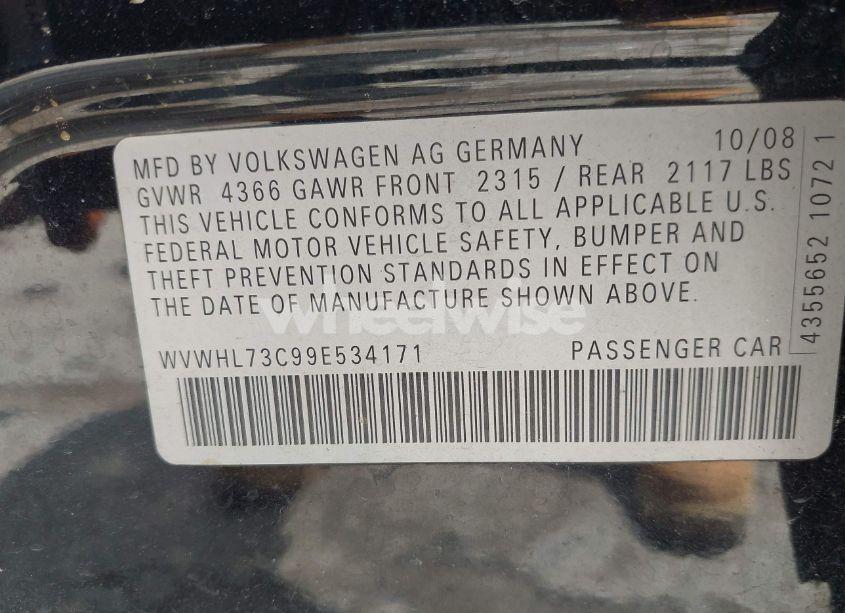 MFD BY VOLKSWAGEN AG GERMANY 10/08
GVWR 4366 GAWR FRONT 2315 / REAR 2117 LBS
THIS VEHICLE CONFORMS TO ALL APPLICABLE U.S.
FEDERAL MOTOR VEHICLE SAFETY, BUMPER AND
THEFT PREVENTION STANDARDS IN EFFECT ON
THE DATE OF MANUFACTURE SHOWN ABOVE.
wheelwise
WVWHL73C99E534171 PASSENGER CAR
4355652 1072 1